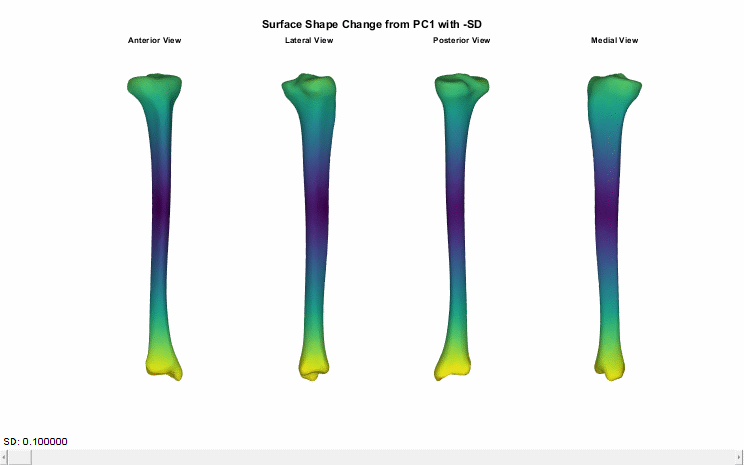 Surface Shape Change from PC1 with -SD
Anterior View
Lateral View
Posterior View
Medial View
SD: 0.100000